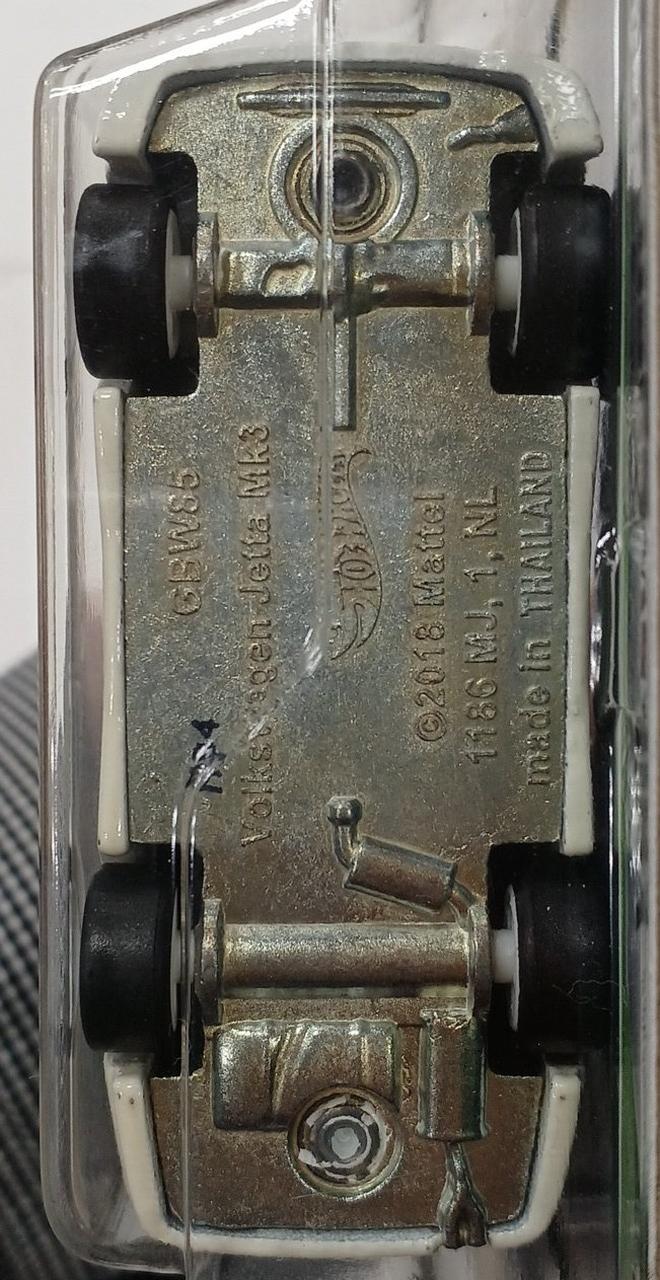 GBW85
Volkswagen Jetta Mk3
HOT WHEELS
©2018 Mattel
1186 MJ, 1, NL
made in THAILAND